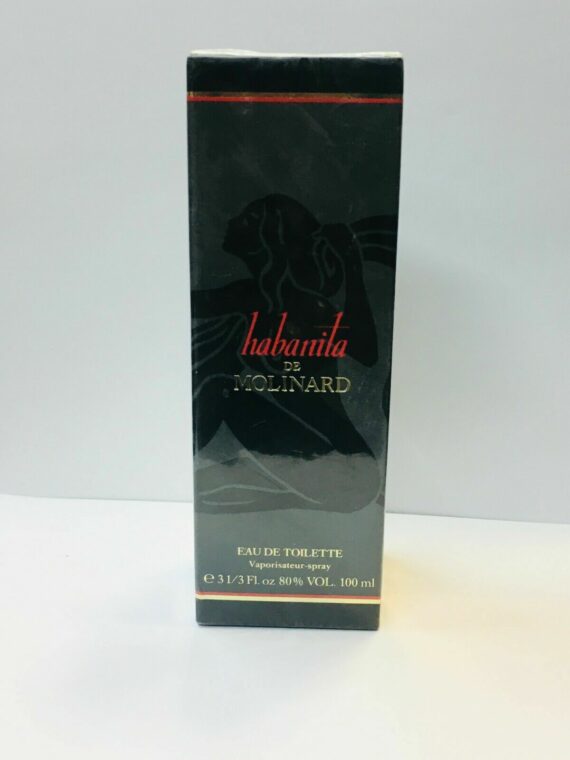 habanita
DE
MOLINARD
EAU DE TOILETTE
Vaporisateur-spray
℮ 3 1/3 Fl. oz 80% VOL. 100 ml